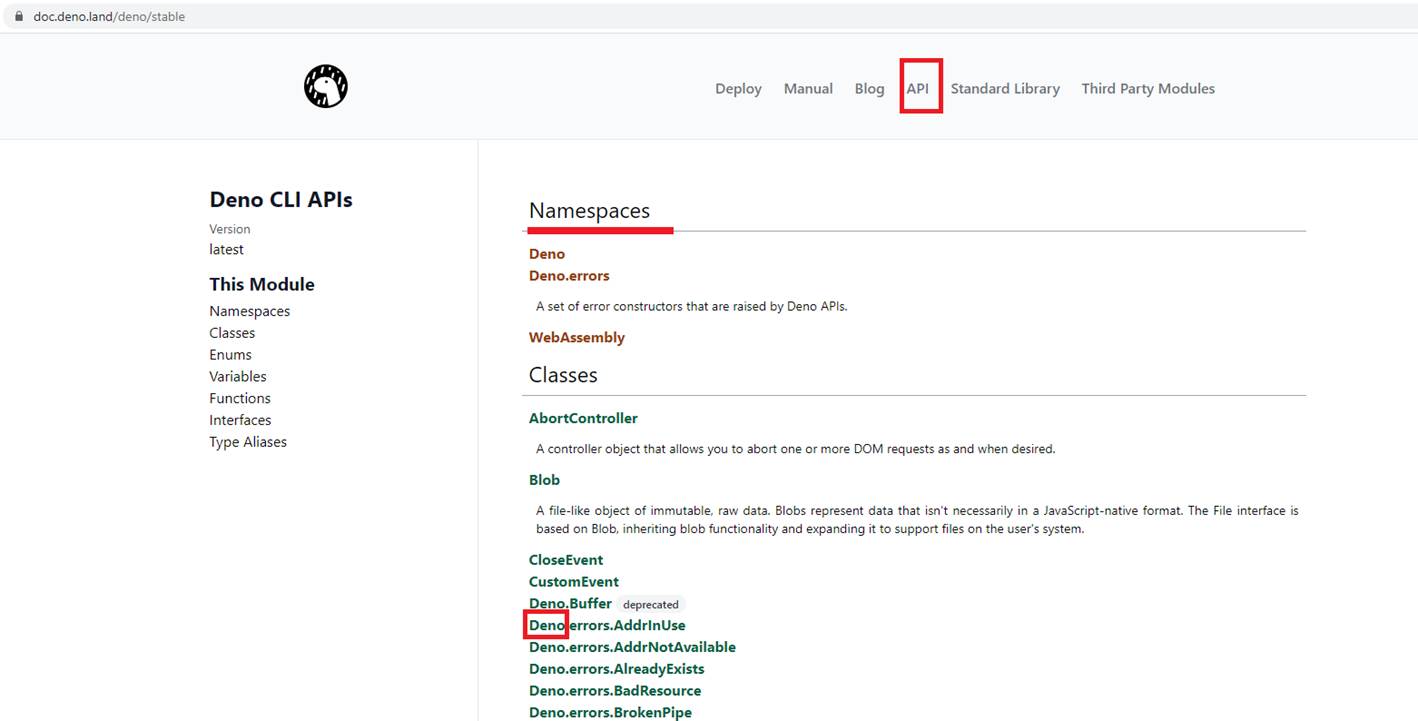 doc.deno.land/deno/stable
Deploy Manual Blog API Standard Library Third Party Modules
Deno CLI APIs
Version
latest
This Module
Namespaces
Classes
Enums
Variables
Functions
Interfaces
Type Aliases
Namespaces
Deno
Deno.errors
A set of error constructors that are raised by Deno APIs.
WebAssembly
Classes
AbortController
A controller object that allows you to abort one or more DOM requests as and when desired.
Blob
A file-like object of immutable, raw data. Blobs represent data that isn't necessarily in a JavaScript-native format. The File interface is
based on Blob, inheriting blob functionality and expanding it to support files on the user's system.
CloseEvent
CustomEvent
Deno.Buffer deprecated
Deno.errors.AddrInUse
Deno.errors.AddrNotAvailable
Deno.errors.AlreadyExists
Deno.errors.BadResource
Deno.errors.BrokenPipe